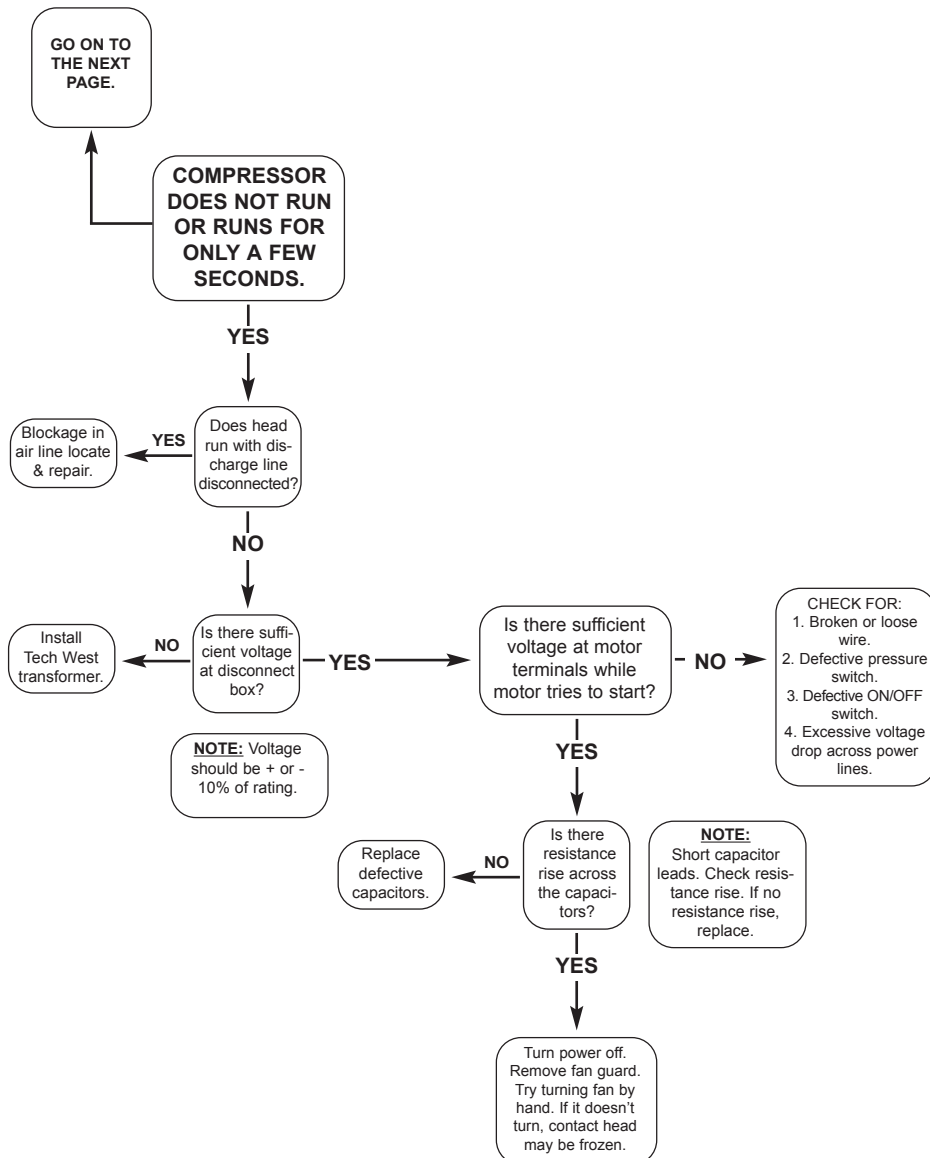 GO ON TO
THE NEXT
PAGE.
COMPRESSOR
DOES NOT RUN
OR RUNS FOR
ONLY A FEW
SECONDS.
YES
Does head
run with dis-
charge line
disconnected?
YES
Blockage in
air line locate
& repair.
NO
Is there suffi-
cient voltage
at disconnect
box?
NO
Install
Tech West
transformer.
NOTE: Voltage
should be + or -
10% of rating.
YES
Is there sufficient
voltage at motor
terminals while
motor tries to start?
NO
CHECK FOR:
1. Broken or loose
wire.
2. Defective pressure
switch.
3. Defective ON/OFF
switch.
4. Excessive voltage
drop across power
lines.
YES
Is there
resistance
rise across
the capaci-
tors?
NO
Replace
defective
capacitors.
NOTE:
Short capacitor
leads. Check resis-
tance rise. If no
resistance rise,
replace.
YES
Turn power off.
Remove fan guard.
Try turning fan by
hand. If it doesn't
turn, contact head
may be frozen.